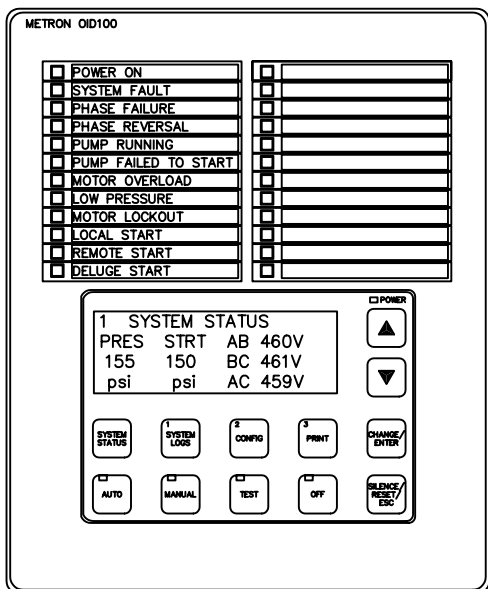 METRON OID100
POWER ON
SYSTEM FAULT
PHASE FAILURE
PHASE REVERSAL
PUMP RUNNING
PUMP FAILED TO START
MOTOR OVERLOAD
LOW PRESSURE
MOTOR LOCKOUT
LOCAL START
REMOTE START
DELUGE START
POWER
1 SYSTEM STATUS
PRES STRT AB 460V
155 150 BC 461V
psi psi AC 459V
SYSTEM
STATUS
1
SYSTEM
LOGS
2
CONFIG
3
PRINT
CHANGE/
ENTER
AUTO
MANUAL
TEST
OFF
SILENCE/
RESET/
ESC